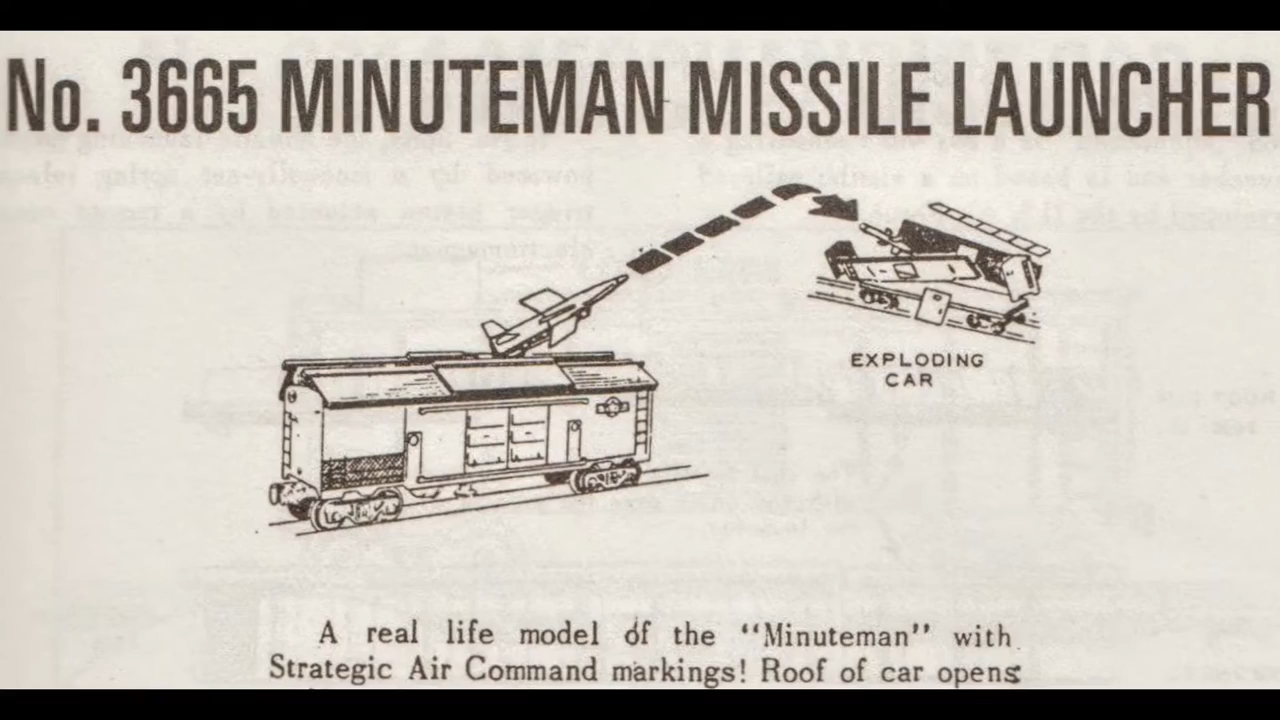 No. 3665 MINUTEMAN MISSILE LAUNCHER
EXPLODING
CAR
A real life model of the “Minuteman” with
Strategic Air Command markings! Roof of car opens